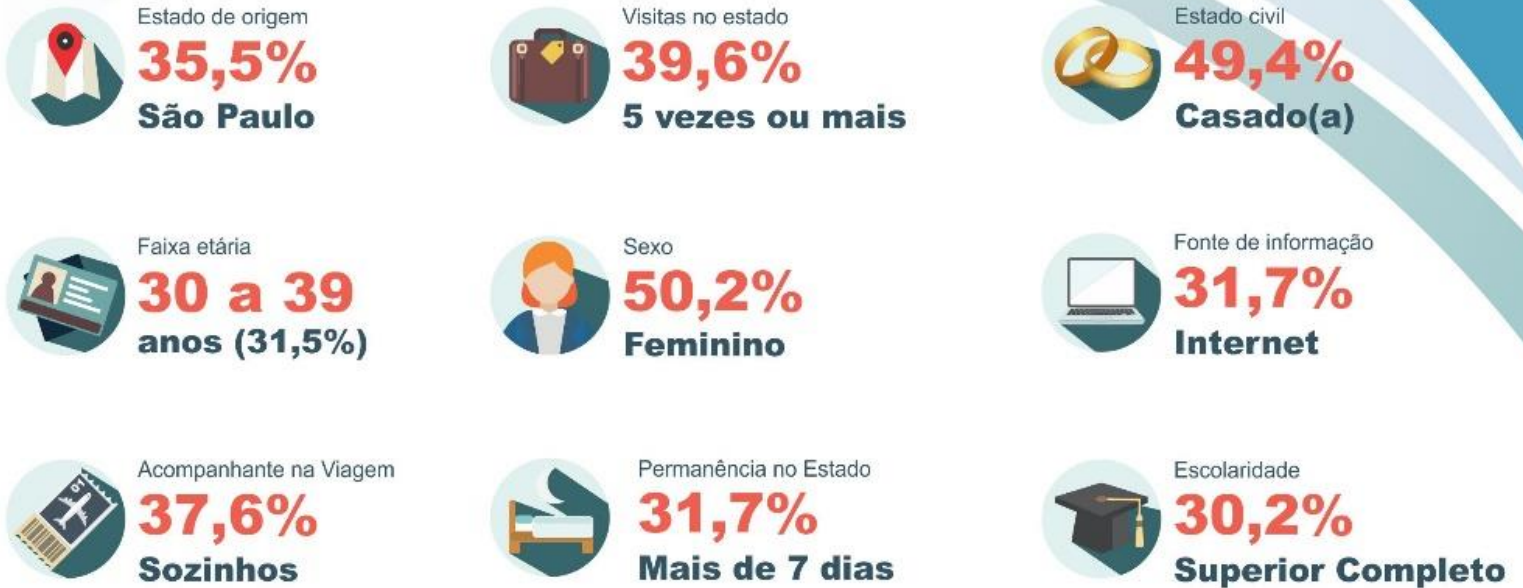 Estado de origem
35,5%
São Paulo
Visitas no estado
39,6%
5 vezes ou mais
Estado civil
49,4%
Casado(a)
Faixa etária
30 a 39
anos (31,5%)
Sexo
50,2%
Feminino
Fonte de informação
31,7%
Internet
Acompanhante na Viagem
37,6%
Sozinhos
Permanência no Estado
31,7%
Mais de 7 dias
Escolaridade
30,2%
Superior Completo